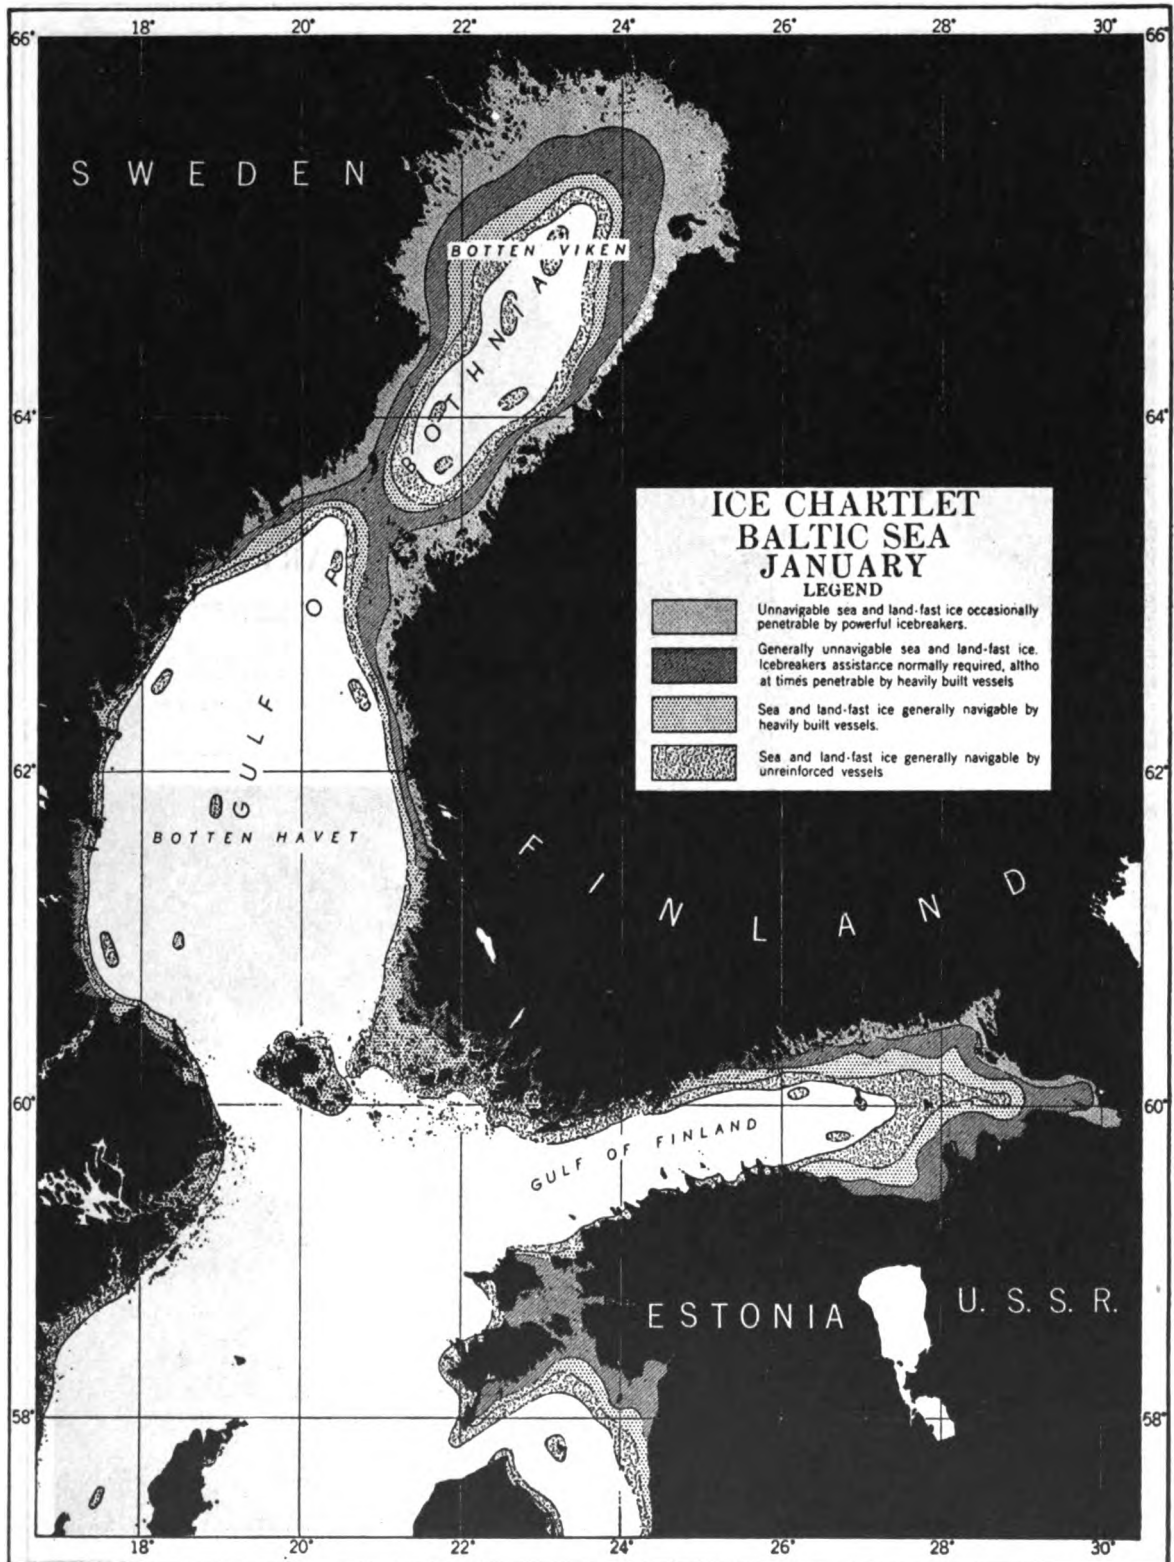 18° 20° 22° 24° 26° 28° 30°
66° 66°
SWEDEN
BOTTEN VIKEN
GULF OF BOTHNIA
64° 64°
ICE CHARTLET
BALTIC SEA
JANUARY
LEGEND
Unnavigable sea and land-fast ice occasionally
penetrable by powerful icebreakers.
Generally unnavigable sea and land-fast ice.
Icebreakers assistance normally required, altho
at times penetrable by heavily built vessels
Sea and land-fast ice generally navigable by
heavily built vessels.
Sea and land-fast ice generally navigable by
unreinforced vessels
62° 62°
BOTTEN HAVET
FINLAND
60° 60°
GULF OF FINLAND
ESTONIA
U. S. S. R.
58° 58°
18° 20° 22° 24° 26° 28° 30°